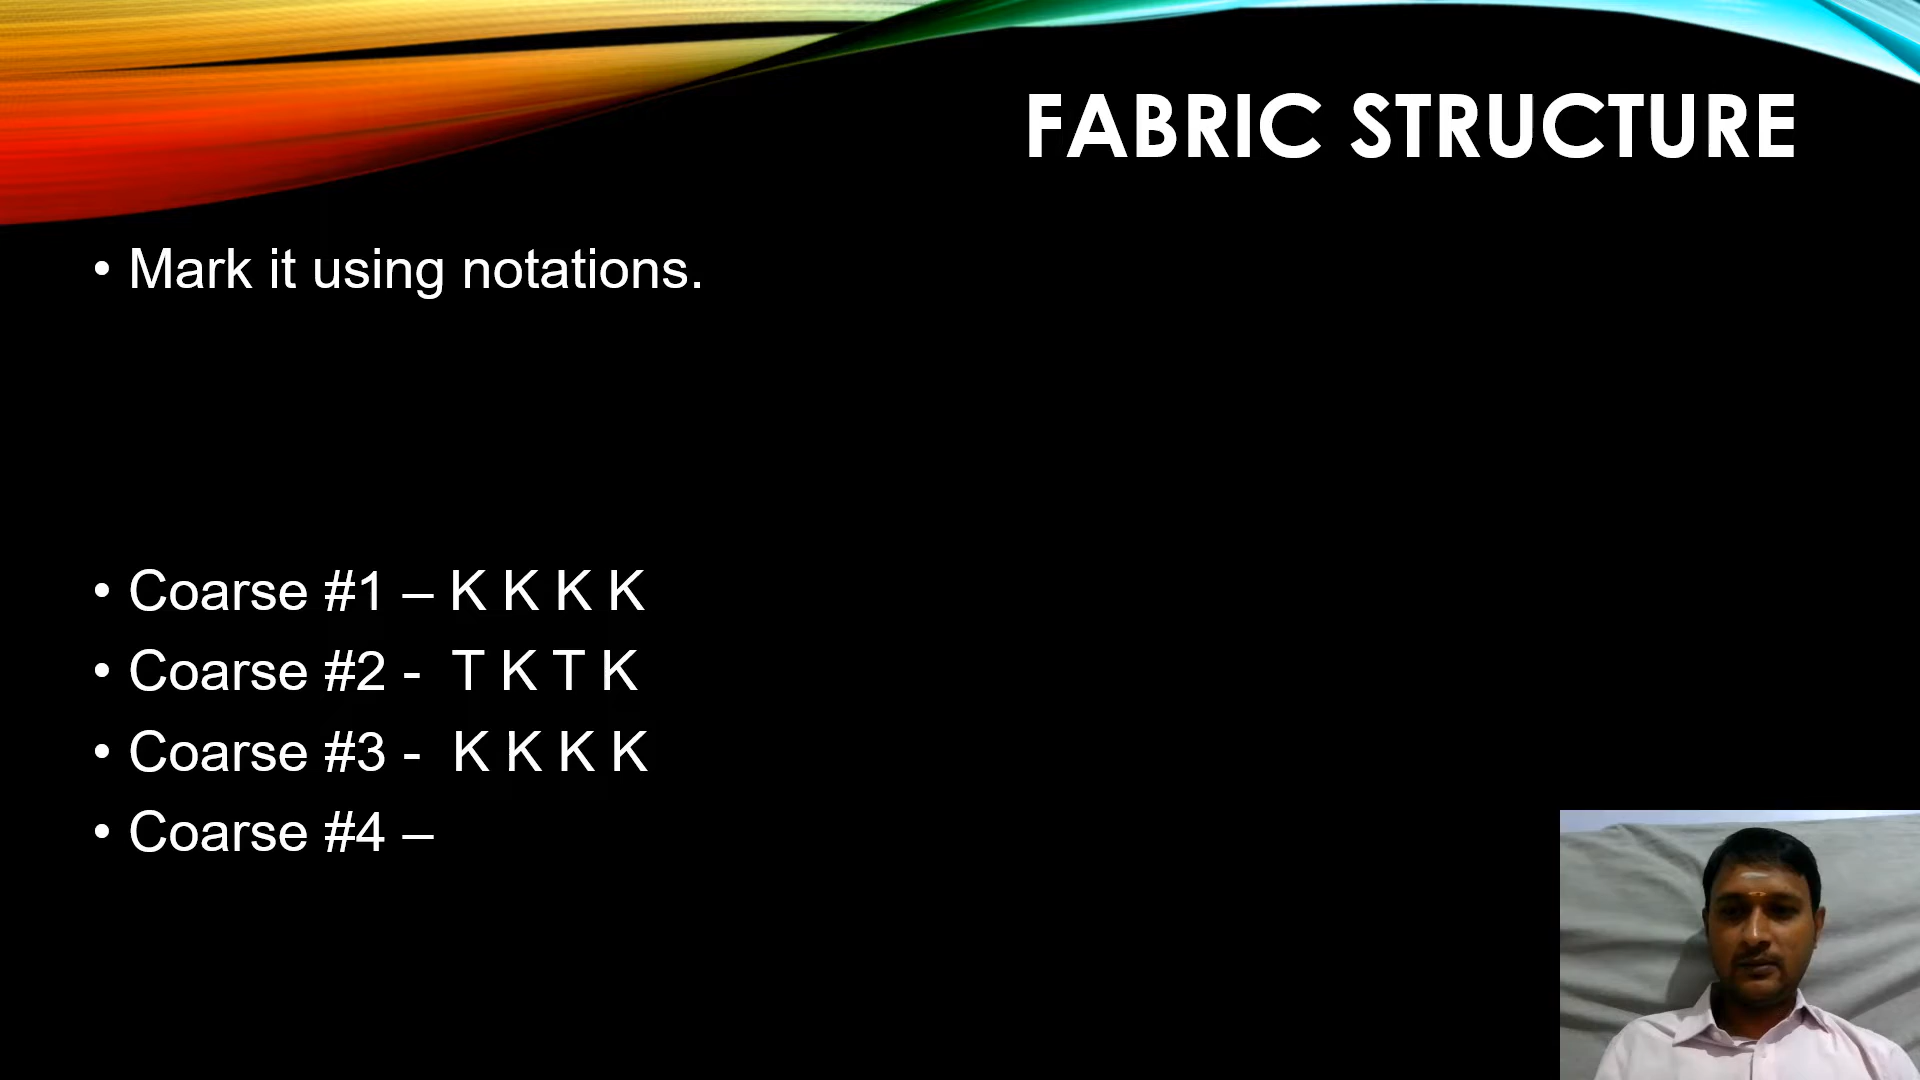 FABRIC STRUCTURE
• Mark it using notations.
• Coarse #1 – K K K K
• Coarse #2 - T K T K
• Coarse #3 - K K K K
• Coarse #4 –